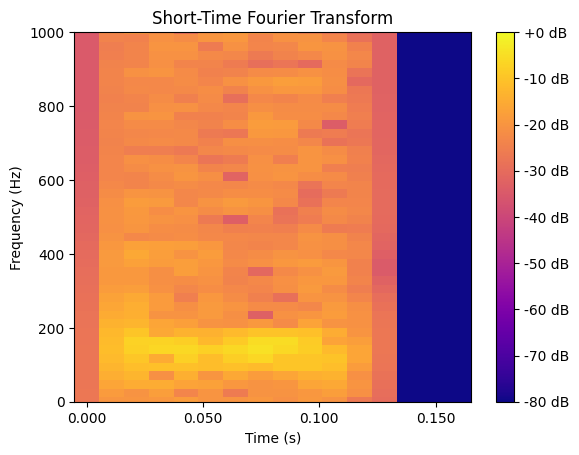 Short-Time Fourier Transform
Frequency (Hz)
1000
800
600
400
200
0
0.000
0.050
0.100
0.150
Time (s)
+0 dB
-10 dB
-20 dB
-30 dB
-40 dB
-50 dB
-60 dB
-70 dB
-80 dB